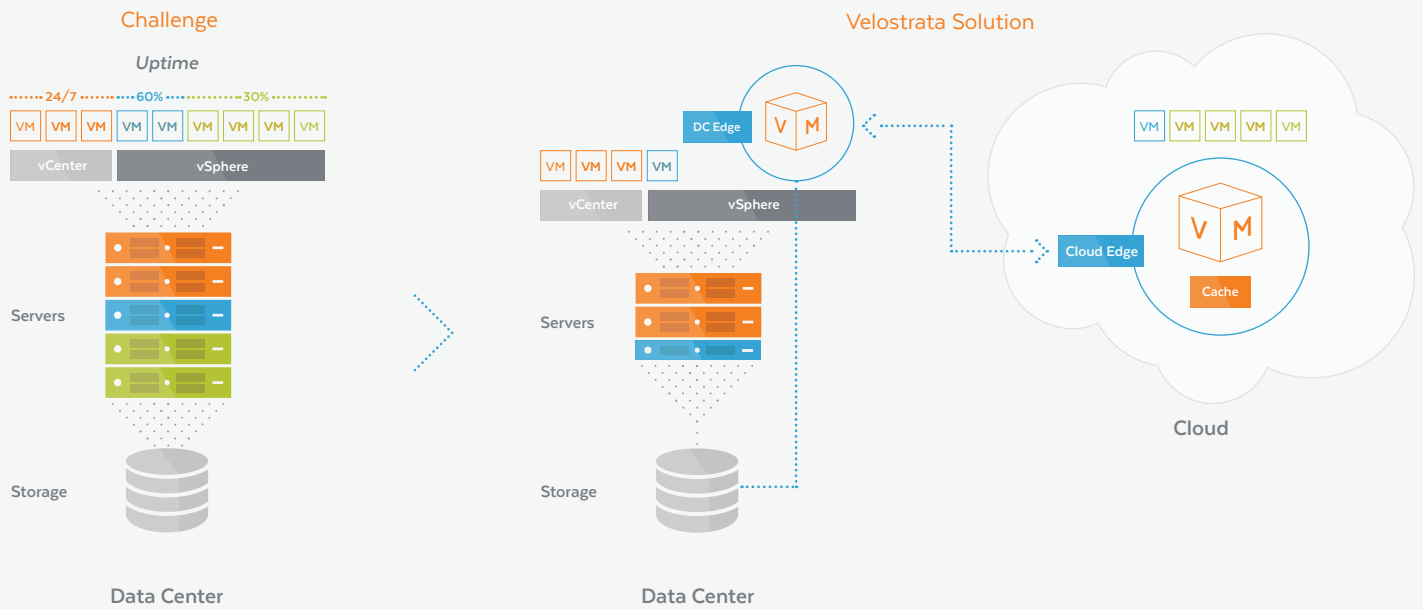 Challenge
Uptime
24/7 60% 30%
VM VM VM VM VM VM VM VM VM
vCenter vSphere
Servers
Storage
Data Center
Velostrata Solution
DC Edge
V M
VM VM VM VM
vCenter vSphere
Servers
Storage
Data Center
VM VM VM VM VM
V M
Cloud Edge
Cache
Cloud